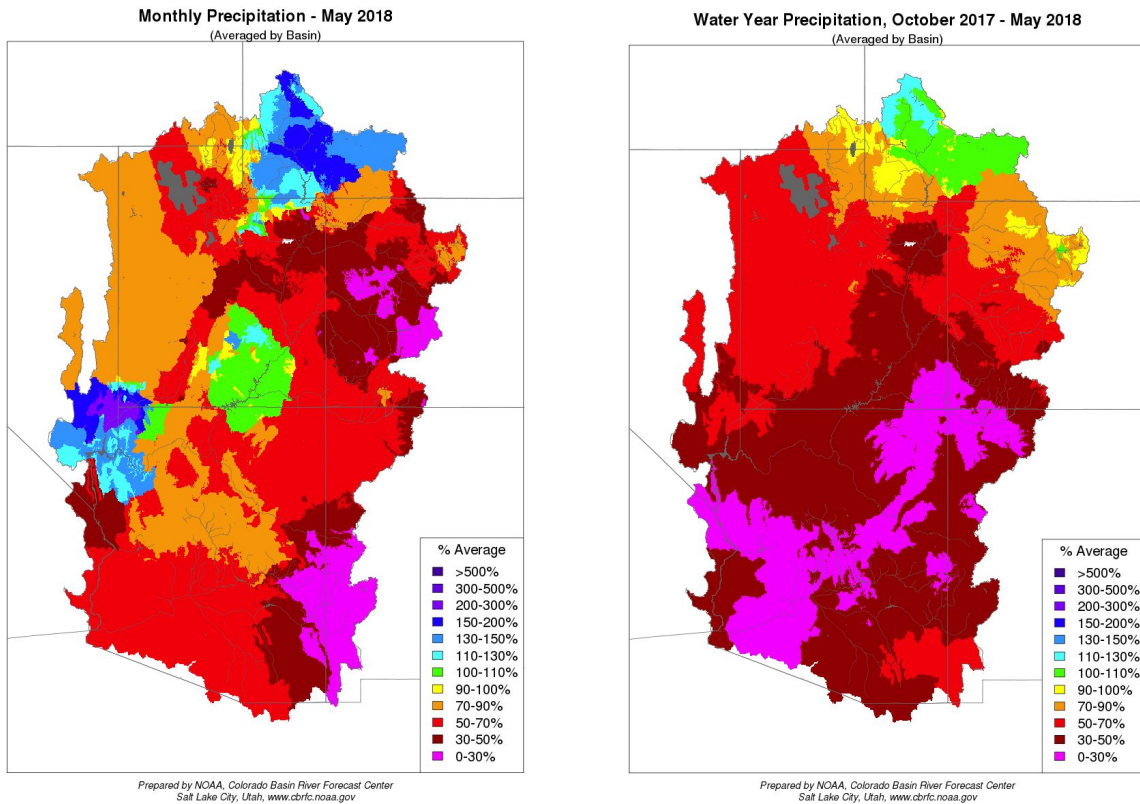 Monthly Precipitation - May 2018
(Averaged by Basin)
% Average
>500%
300-500%
200-300%
150-200%
130-150%
110-130%
100-110%
90-100%
70-90%
50-70%
30-50%
0-30%
Prepared by NOAA, Colorado Basin River Forecast Center
Salt Lake City, Utah, www.cbrfc.noaa.gov
Water Year Precipitation, October 2017 - May 2018
(Averaged by Basin)
% Average
>500%
300-500%
200-300%
150-200%
130-150%
110-130%
100-110%
90-100%
70-90%
50-70%
30-50%
0-30%
Prepared by NOAA, Colorado Basin River Forecast Center
Salt Lake City, Utah, www.cbrfc.noaa.gov